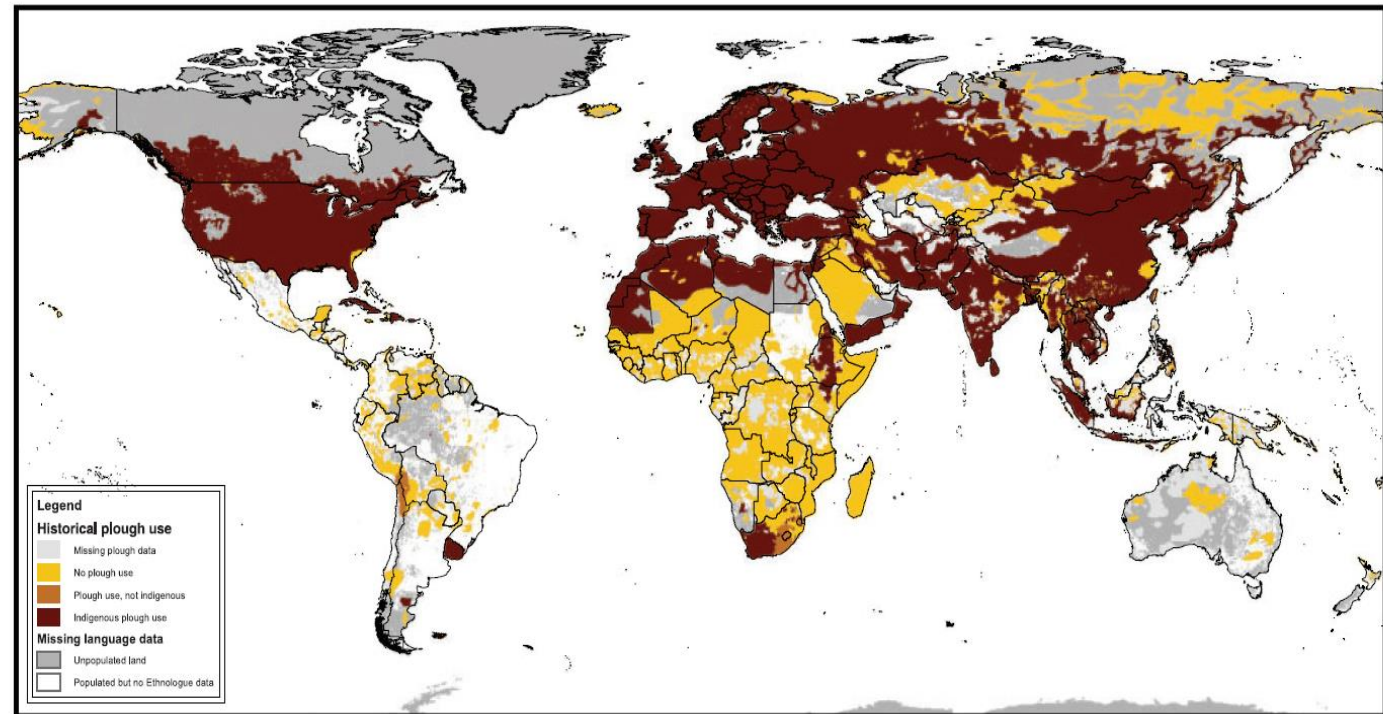 Legend
Historical plough use
Missing plough data
No plough use
Plough use, not indigenous
Indigenous plough use
Missing language data
Unpopulated land
Populated but no Ethnologue data